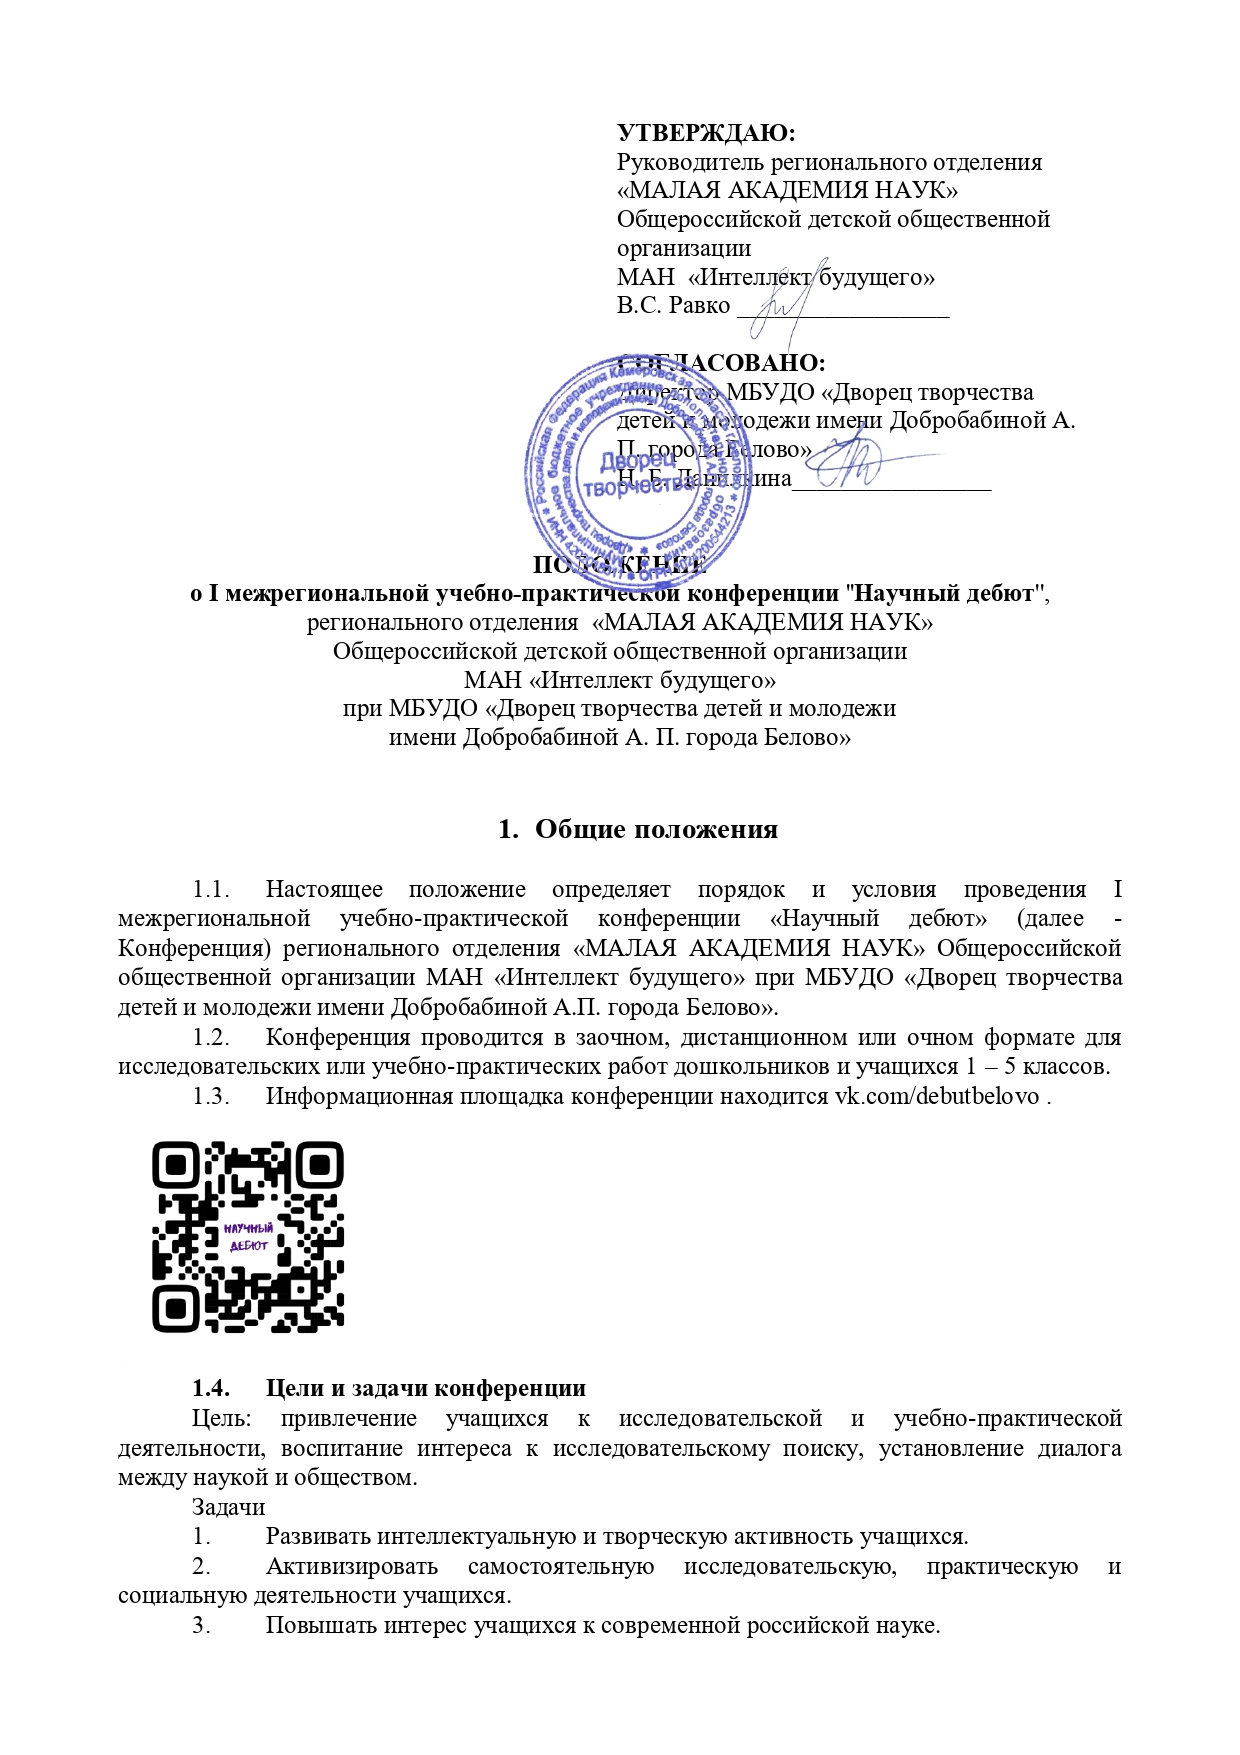 УТВЕРЖДАЮ:
Руководитель регионального отделения
«МАЛАЯ АКАДЕМИЯ НАУК»
Общероссийской детской общественной
организации
МАН «Интеллект будущего»
В.С. Равко _________________
СОГЛАСОВАНО:
Директор МБУДО «Дворец творчества
детей и молодежи имени Добробабиной А.
П. города Белово»
Н. Б. Данилкина________________
Дворец
творчества
ПОЛОЖЕНИЕ
о I межрегиональной учебно-практической конференции "Научный дебют",
регионального отделения «МАЛАЯ АКАДЕМИЯ НАУК»
Общероссийской детской общественной организации
МАН «Интеллект будущего»
при МБУДО «Дворец творчества детей и молодежи
имени Добробабиной А. П. города Белово»
1. Общие положения
1.1. Настоящее положение определяет порядок и условия проведения I
межрегиональной учебно-практической конференции «Научный дебют» (далее -
Конференция) регионального отделения «МАЛАЯ АКАДЕМИЯ НАУК» Общероссийской
общественной организации МАН «Интеллект будущего» при МБУДО «Дворец творчества
детей и молодежи имени Добробабиной А.П. города Белово».
1.2. Конференция проводится в заочном, дистанционном или очном формате для
исследовательских или учебно-практических работ дошкольников и учащихся 1 – 5 классов.
1.3. Информационная площадка конференции находится vk.com/debutbelovo .
НАУЧНЫЙ
ДЕБЮТ
1.4. Цели и задачи конференции
Цель: привлечение учащихся к исследовательской и учебно-практической
деятельности, воспитание интереса к исследовательскому поиску, установление диалога
между наукой и обществом.
Задачи
1. Развивать интеллектуальную и творческую активность учащихся.
2. Активизировать самостоятельную исследовательскую, практическую и
социальную деятельности учащихся.
3. Повышать интерес учащихся к современной российской науке.